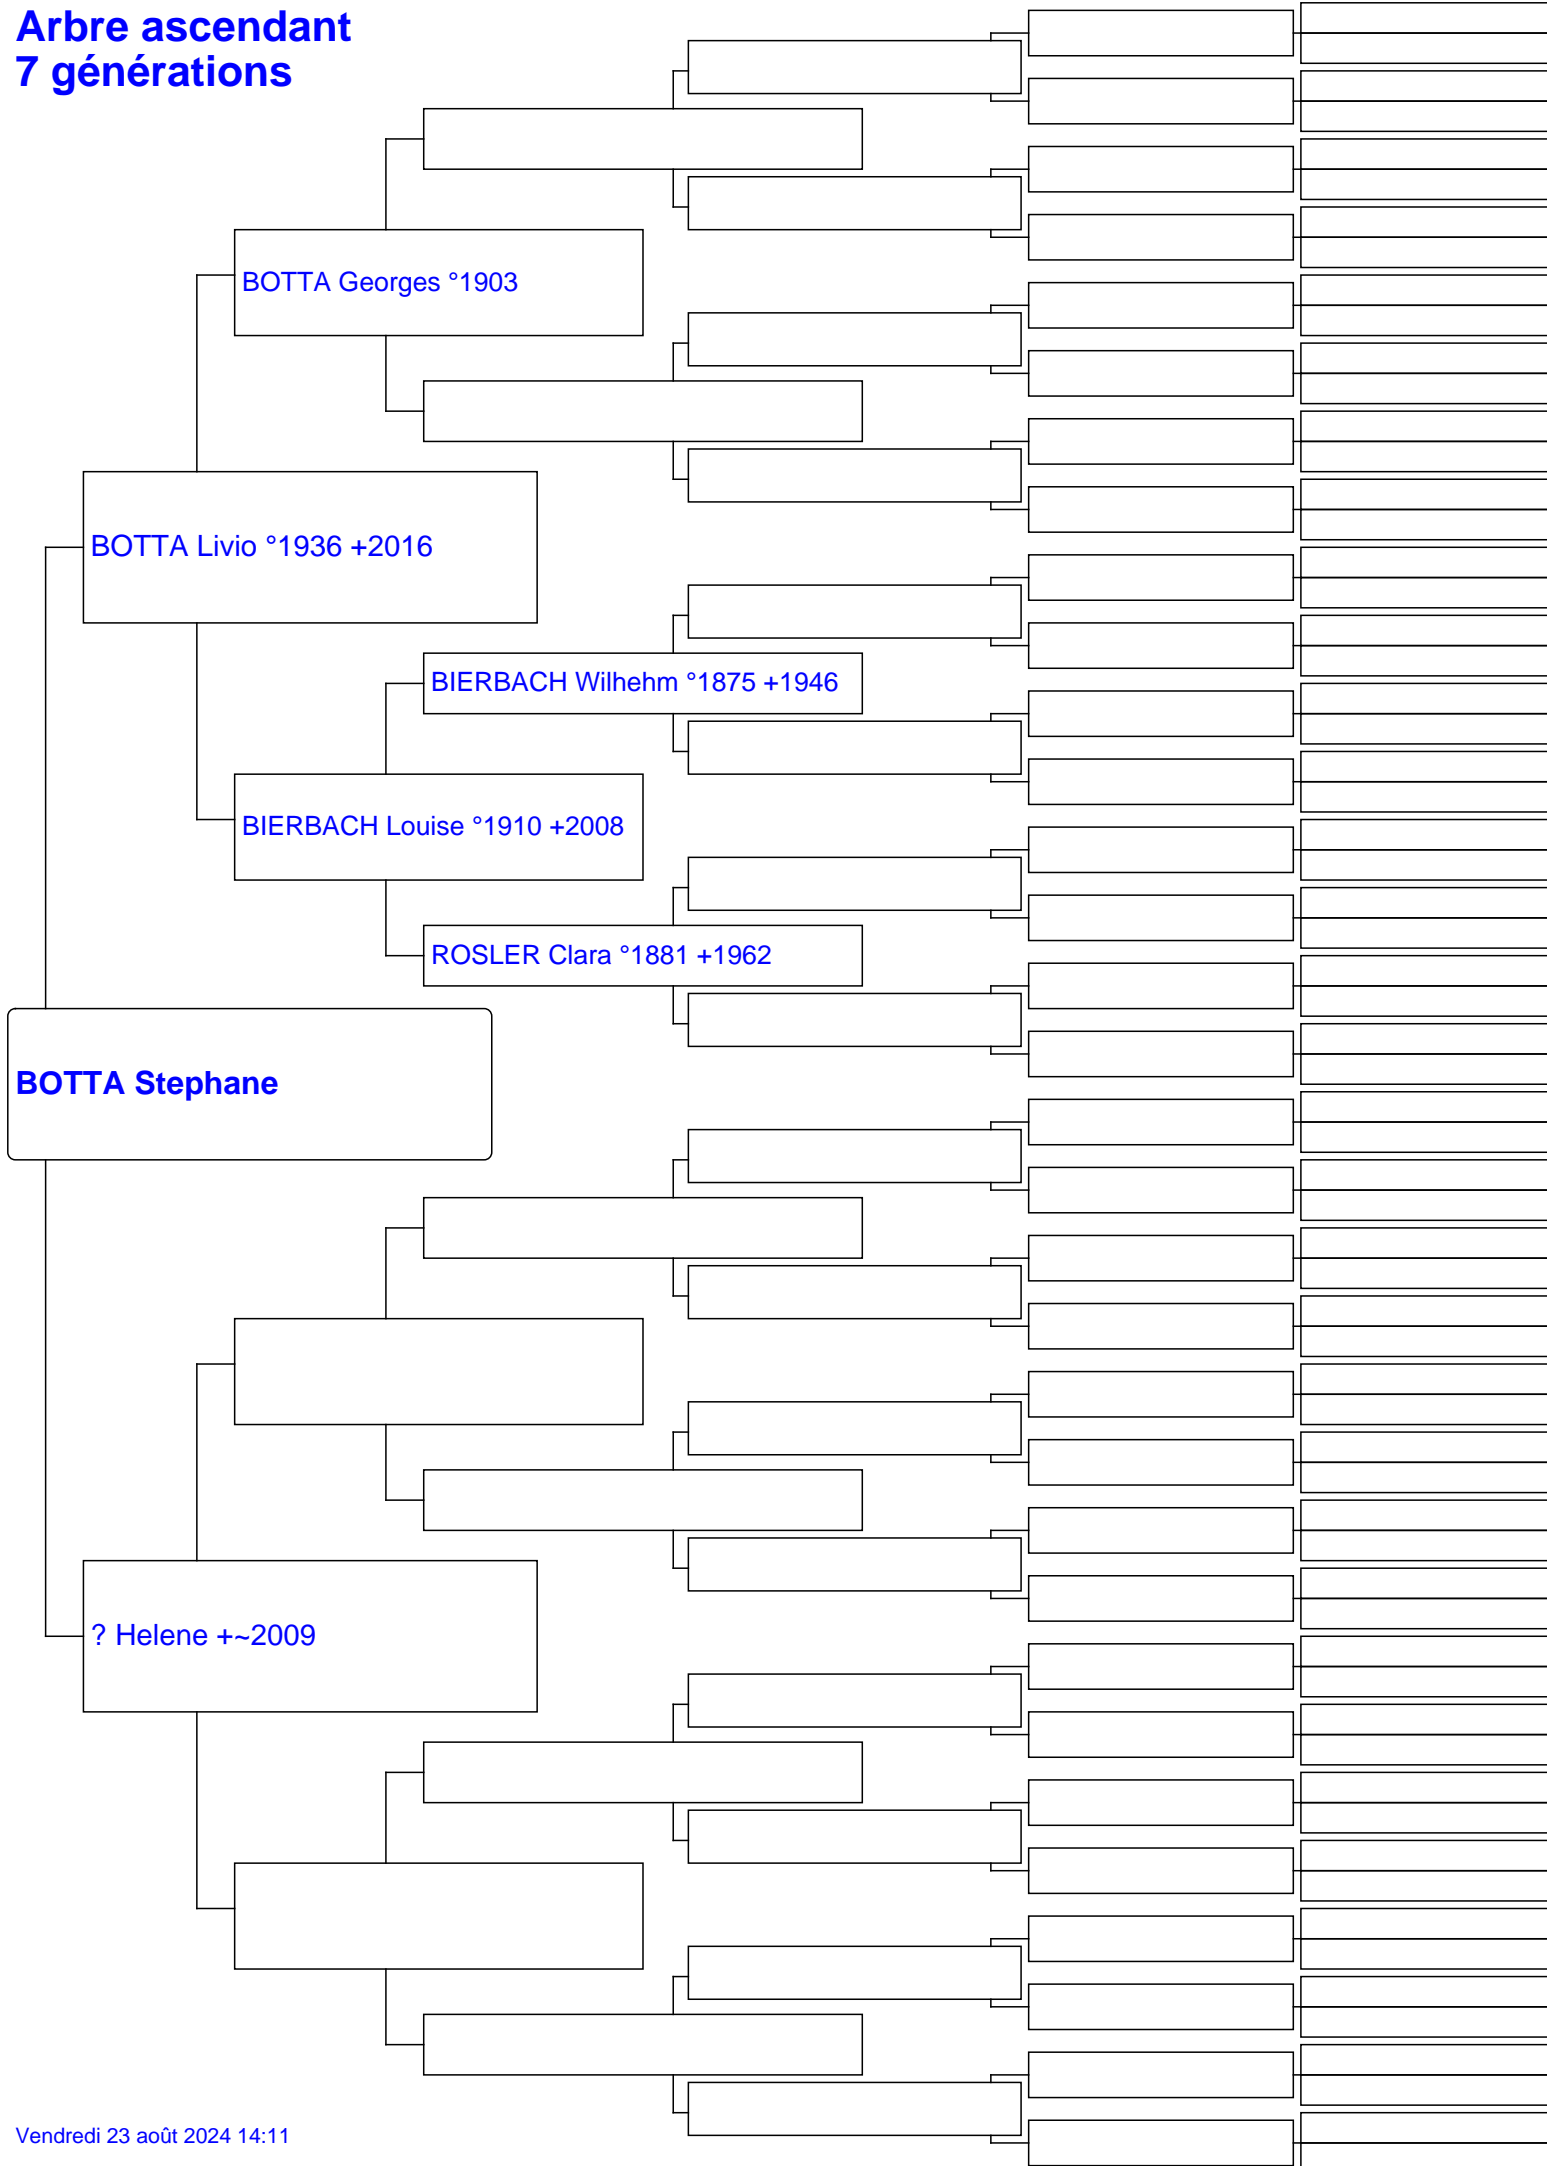 Arbre ascendant
7 générations
BOTTA Georges °1903
BOTTA Livio °1936 +2016
BIERBACH Wilhehm °1875 +1946
BIERBACH Louise °1910 +2008
ROSLER Clara °1881 +1962
BOTTA Stephane
? Helene +~2009
Vendredi 23 août 2024 14:11